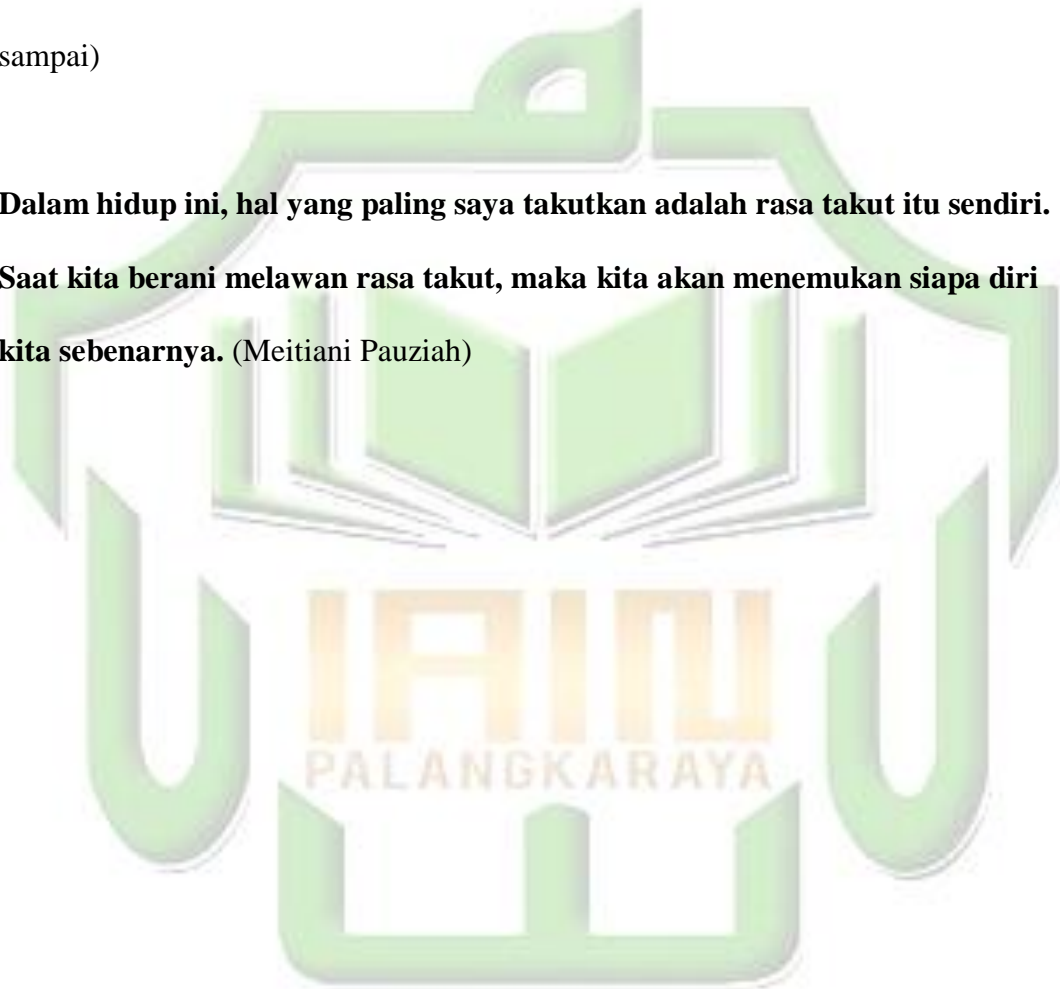 sampai)
Dalam hidup ini, hal yang paling saya takutkan adalah rasa takut itu sendiri.
Saat kita berani melawan rasa takut, maka kita akan menemukan siapa diri
kita sebenarnya. (Meitiani Pauziah)
IAIN
PALANGKARAYA